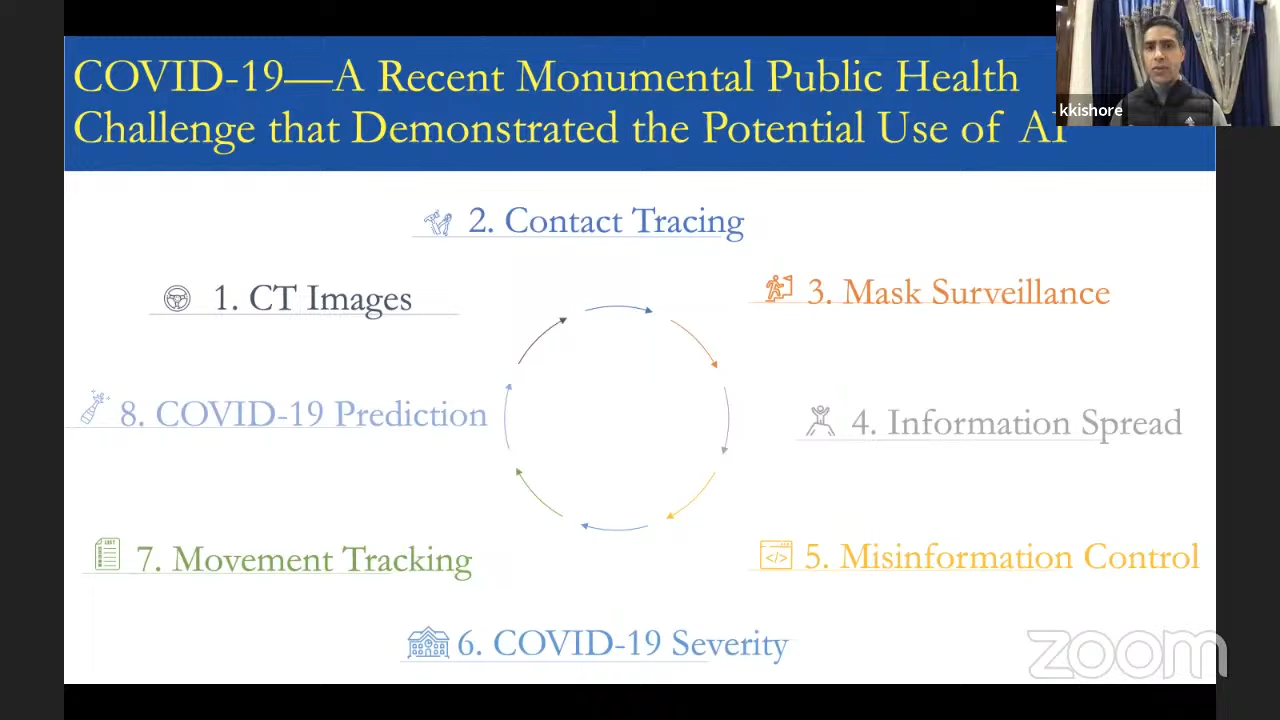 COVID-19—A Recent Monumental Public Health
Challenge that Demonstrated the Potential Use of AI
kkishore
2. Contact Tracing
1. CT Images
3. Mask Surveillance
8. COVID-19 Prediction
4. Information Spread
7. Movement Tracking
5. Misinformation Control
6. COVID-19 Severity
zoom